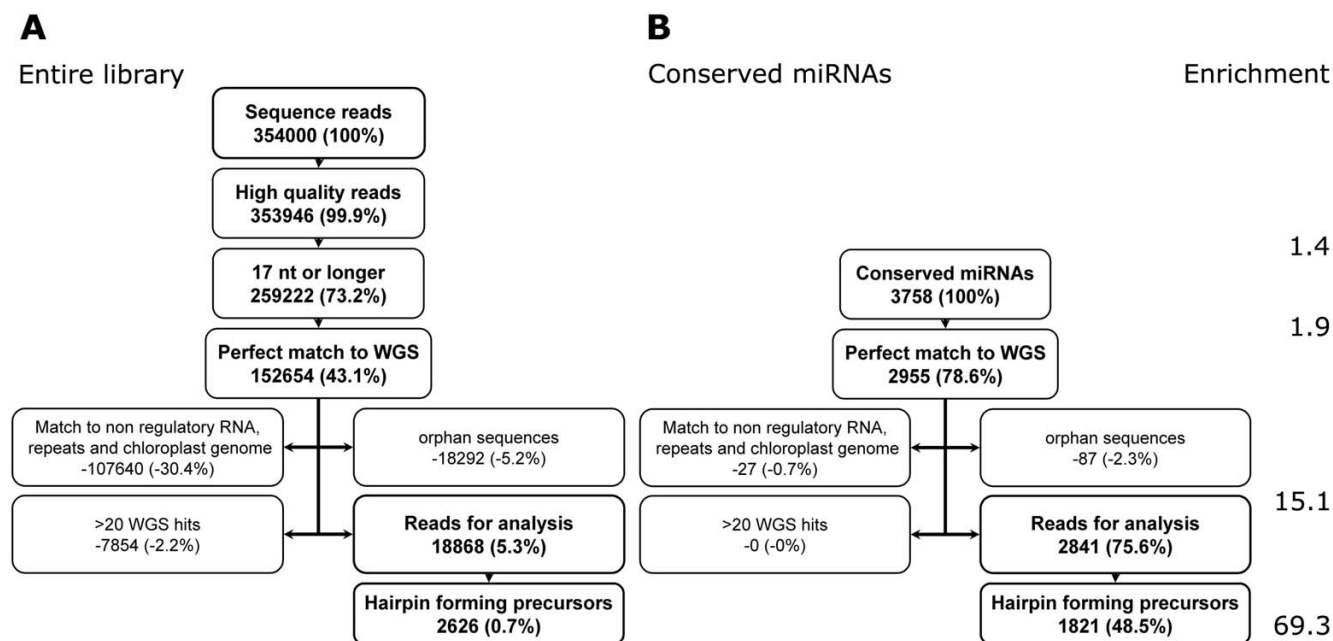 A
Entire library
Sequence reads
354000 (100%)
High quality reads
353946 (99.9%)
17 nt or longer
259222 (73.2%)
Perfect match to WGS
152654 (43.1%)
Match to non regulatory RNA,
repeats and chloroplast genome
-107640 (-30.4%)
orphan sequences
-18292 (-5.2%)
>20 WGS hits
-7854 (-2.2%)
Reads for analysis
18868 (5.3%)
Hairpin forming precursors
2626 (0.7%)
B
Conserved miRNAs
Enrichment
1.4
Conserved miRNAs
3758 (100%)
1.9
Perfect match to WGS
2955 (78.6%)
Match to non regulatory RNA,
repeats and chloroplast genome
-27 (-0.7%)
orphan sequences
-87 (-2.3%)
>20 WGS hits
-0 (-0%)
Reads for analysis
2841 (75.6%)
15.1
Hairpin forming precursors
1821 (48.5%)
69.3